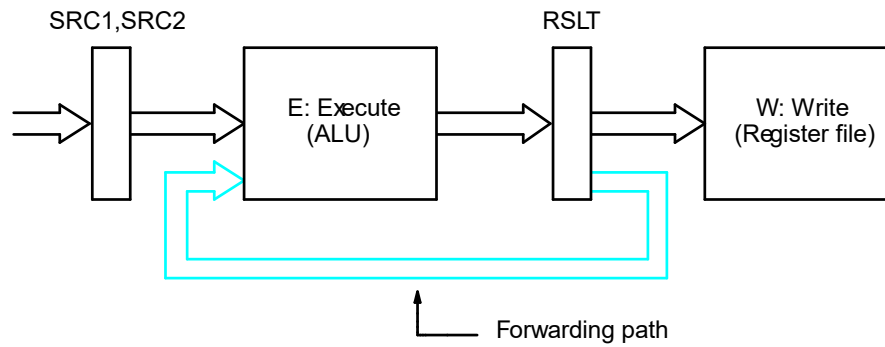 SRC1,SRC2
RSLT
E: Execute
(ALU)
W: Write
(Register file)
Forwarding path